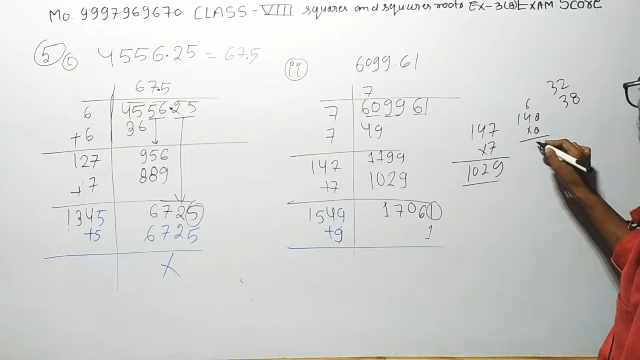 Mo. 9997969670 CLASS-VIII squares and squares roots EX-3(B) EXAM SCORE
5 i 4556.25 = 67.5
67.5
6 4556.25
+6 36
127 956
+7 889
1345 6725
+5 6725
X
ii 6099.61
7
7 6099 61
7 49
147 1199
+7 1029
1549 17061
+9 1
147
x7
1029
6
148
x8
32
38